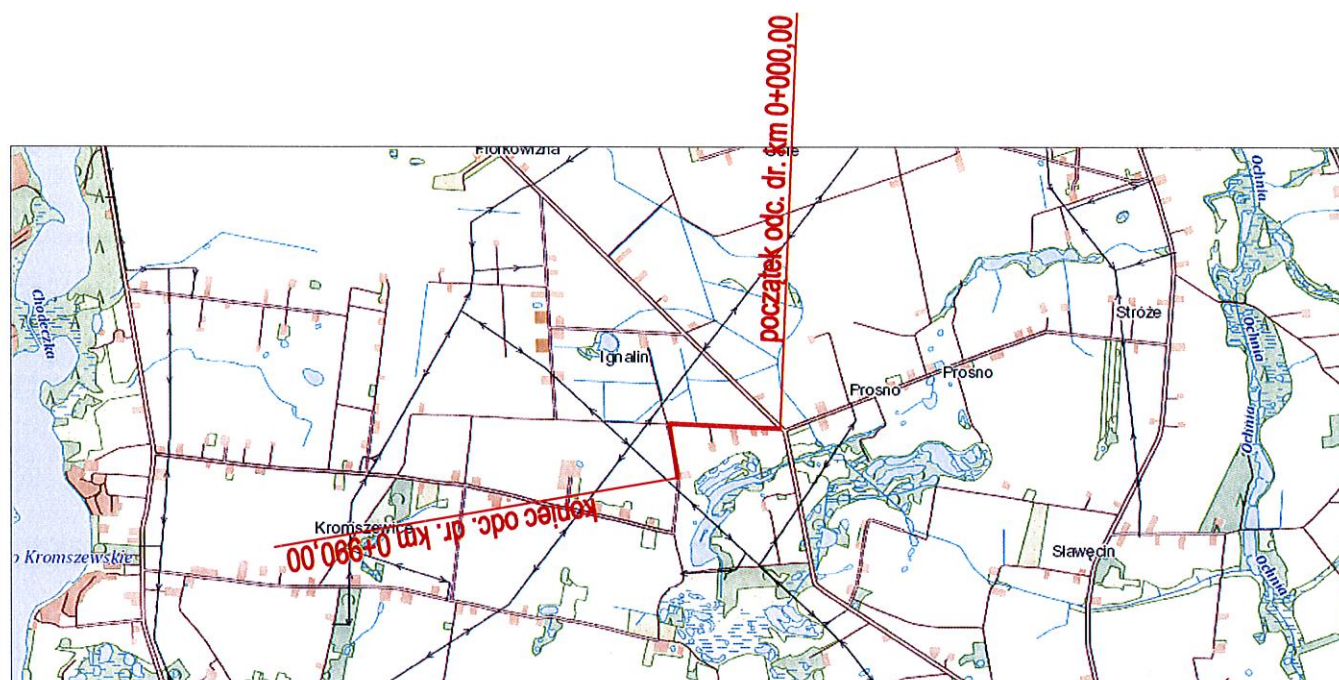 początek odc. dr. km 0+000,00
Chodeczka
Ignalin
Stróże
Prosno
Prosno
Ochnia
Ochnia
Ochnia
Ochnia
Kromszewice
koniec odc. dr. km 0+990,00
Sławęcin
o Kromszewskie